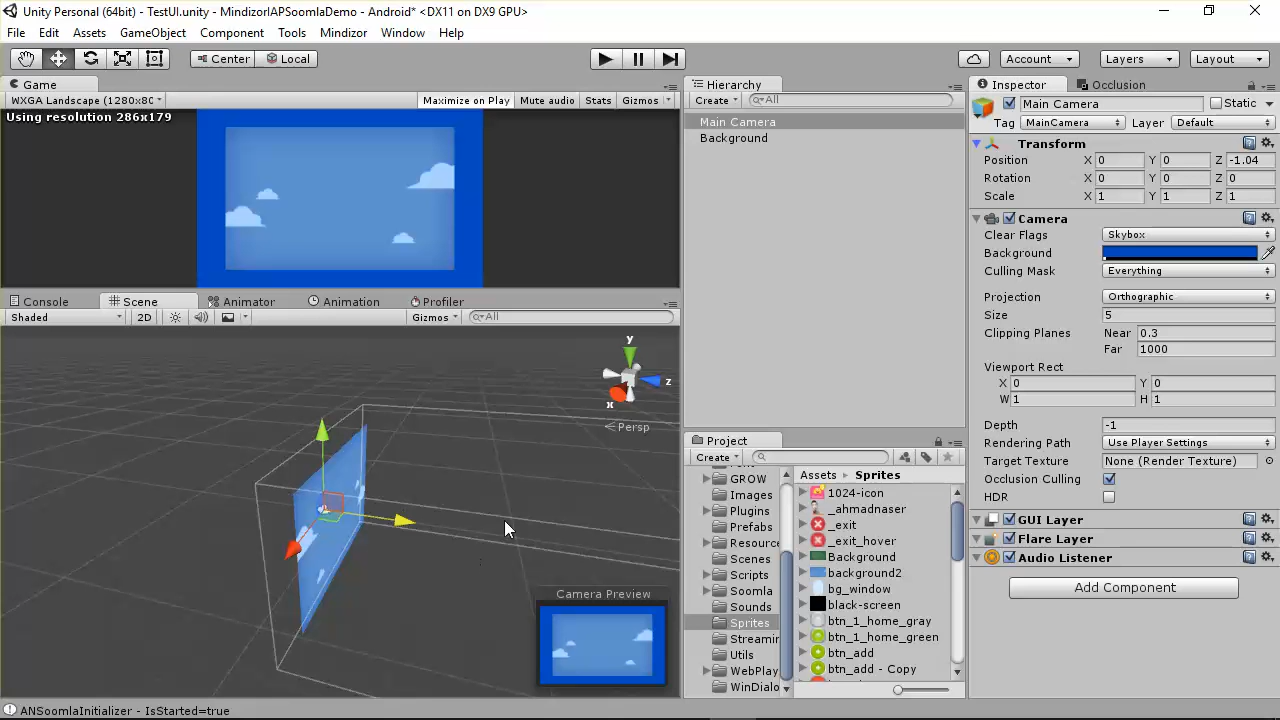 Unity Personal (64bit) - TestUI.unity - MindizorIAPSoomlaDemo - Android* <DX11 on DX9 GPU>
File Edit Assets GameObject Component Tools Mindizor Window Help
Center Local Account Layers Layout
Game
WXGA Landscape (1280x80 Maximize on Play Mute audio Stats Gizmos
Using resolution 286x179
Console Scene Animator Animation Profiler
Shaded 2D Gizmos All
y
z
x
Persp
Camera Preview
Hierarchy
Create All
Main Camera
Background
Project
Create
GROW
Images
Plugins
Prefabs
Resource
Scenes
Scripts
Soomla
Sounds
Sprites
Streamin
Utils
WebPlay
WinDialo
Assets Sprites
1024-icon
_ahmadnaser
_exit
_exit_hover
Background
background2
bg_window
black-screen
btn_1_home_gray
btn_1_home_green
btn_add
btn_add - Copy
Inspector Occlusion
Main Camera Static
Tag MainCamera Layer Default
Transform
Position X 0 Y 0 Z -1.04
Rotation X 0 Y 0 Z 0
Scale X 1 Y 1 Z 1
Camera
Clear Flags Skybox
Background
Culling Mask Everything
Projection Orthographic
Size 5
Clipping Planes Near 0.3
Far 1000
Viewport Rect
X 0 Y 0
W 1 H 1
Depth -1
Rendering Path Use Player Settings
Target Texture None (Render Texture)
Occlusion Culling
HDR
GUI Layer
Flare Layer
Audio Listener
Add Component
ANSoomlaInitializer - IsStarted=true